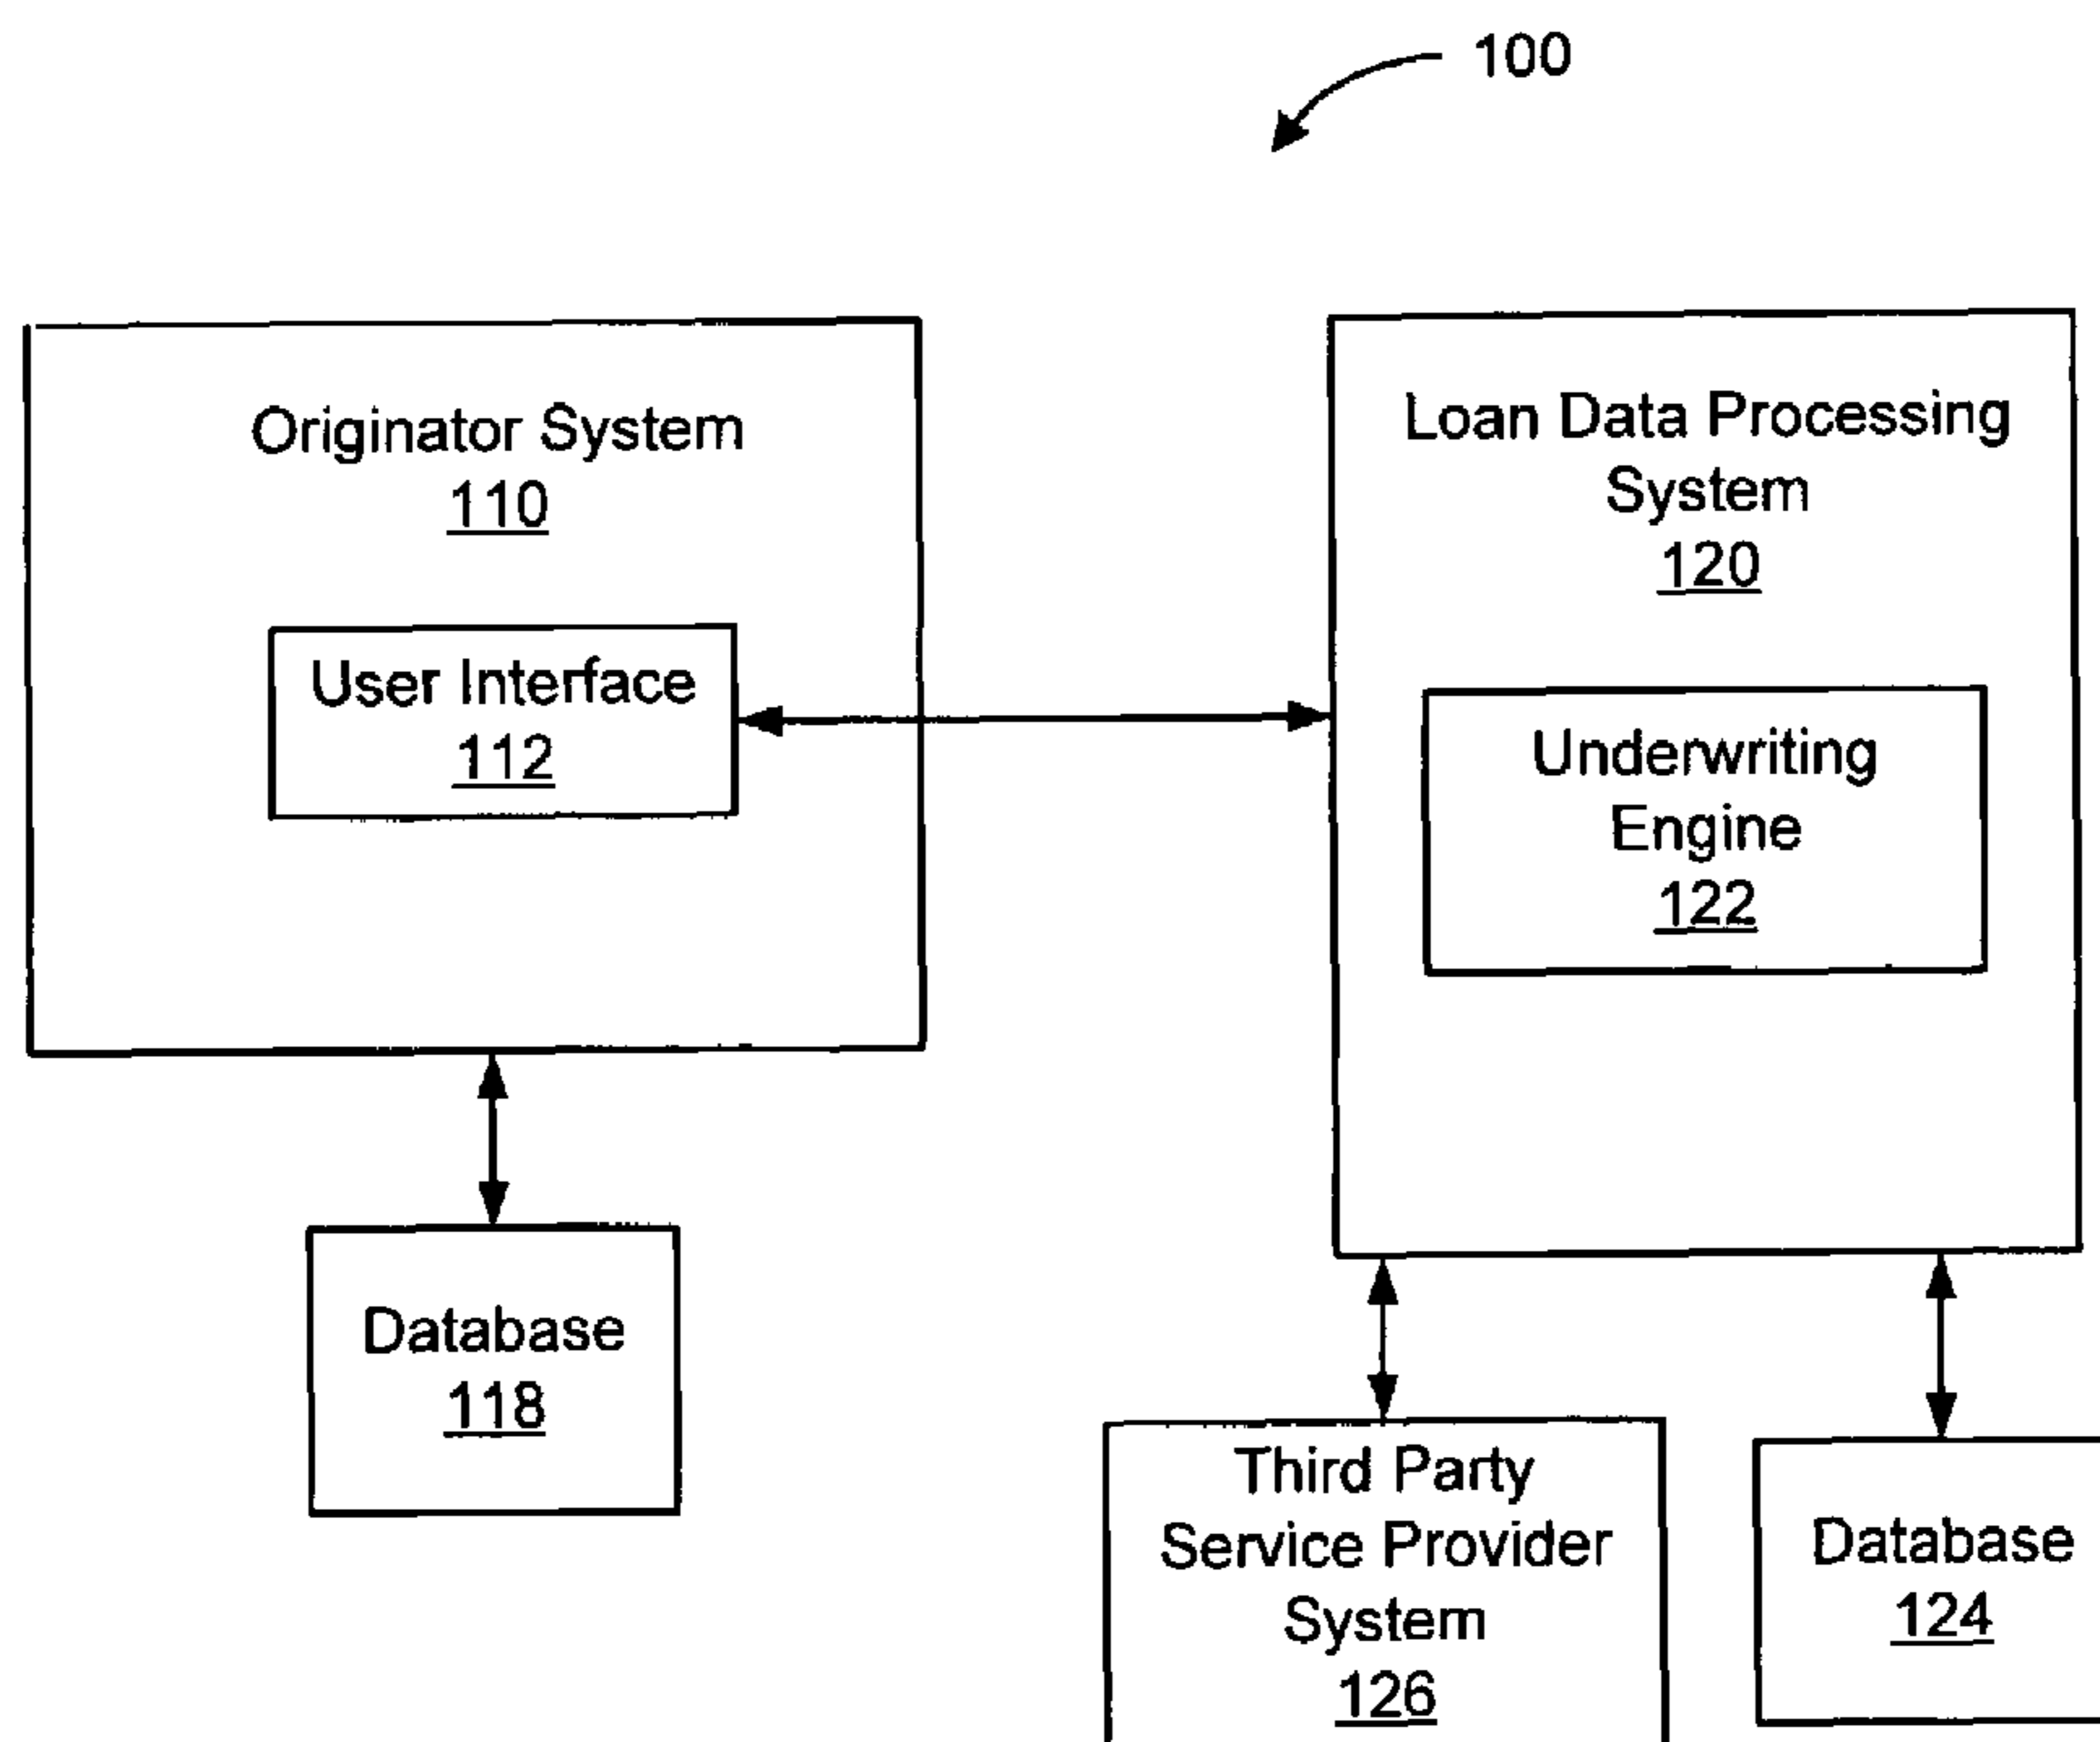 100
Originator System
110
User Interface
112
Loan Data Processing
System
120
Underwriting
Engine
122
Database
118
Third Party
Service Provider
System
126
Database
124